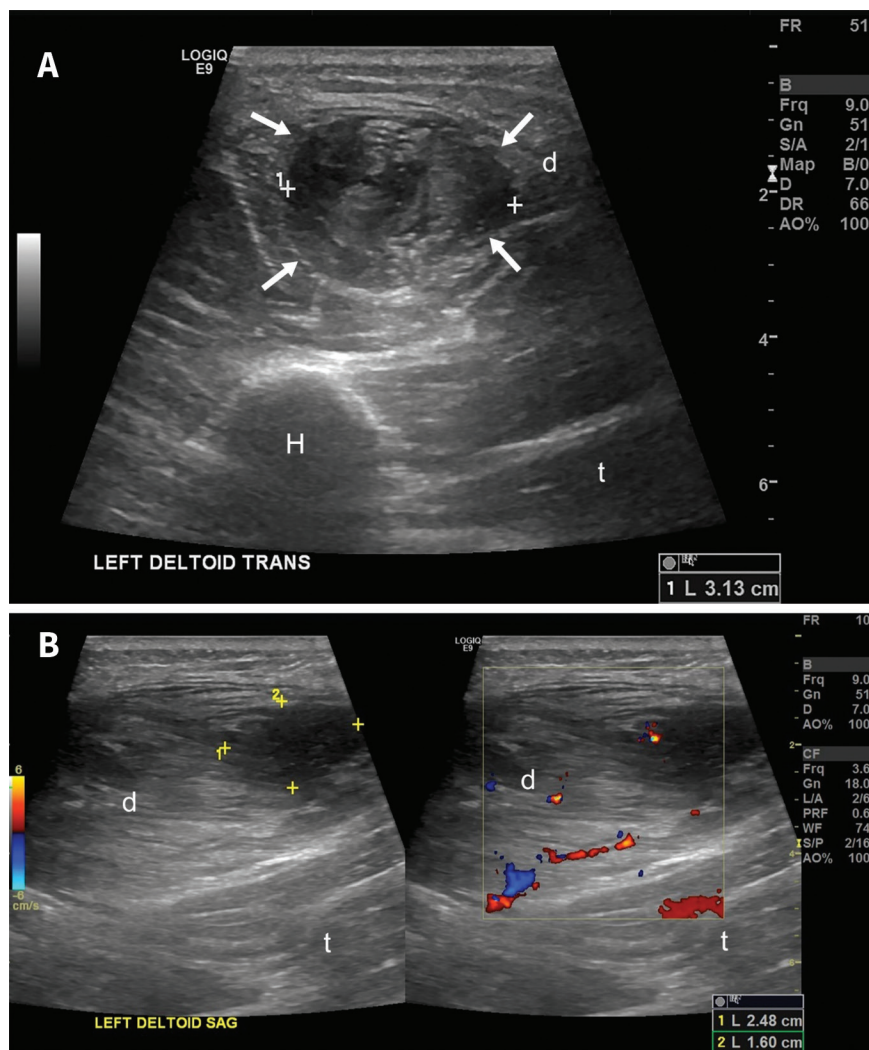 A
LOGIQ
E9
FR 51
B
Frq 9.0
Gn 51
S/A 2/1
Map B/0
D 7.0
DR 66
AO% 100
d
1
2
4
H
t
6
LEFT DELTOID TRANS
1 L 3.13 cm
B
LOGIQ
E9
FR 10
B
Frq 9.0
Gn 51
D 7.0
AO% 100
CF
Frq 3.6
Gn 18.0
L/A 2/6
PRF 0.6
WF 74
S/P 2/16
AO% 100
2
1
2
d
d
6
-6
cm/s
4
t
t
LEFT DELTOID SAG
1 L 2.48 cm
2 L 1.60 cm